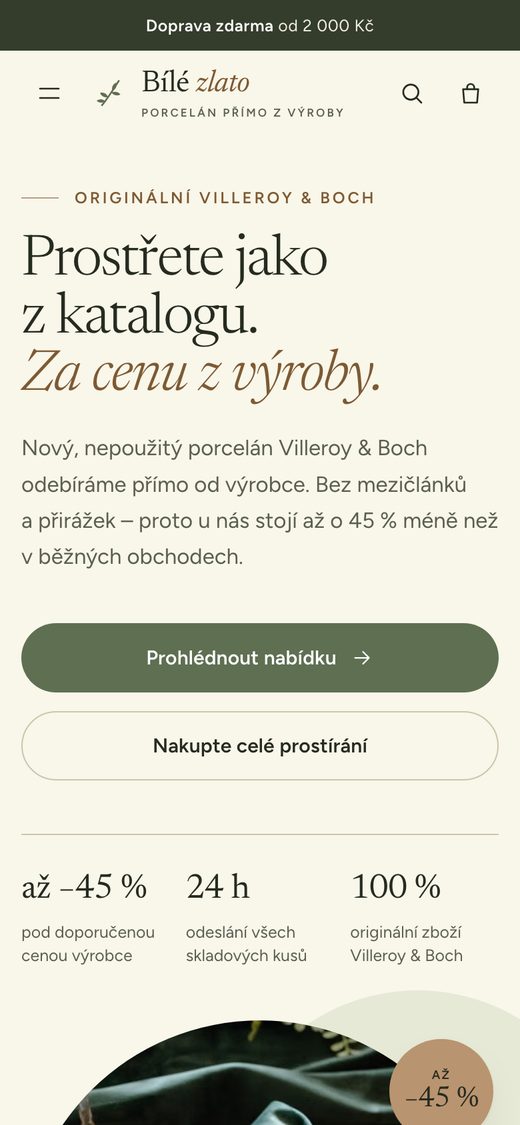 Doprava zdarma od 2 000 Kč
Bílé zlato
PORCELÁN PŘÍMO Z VÝROBY
ORIGINÁLNÍ VILLEROY & BOCH
Prostřete jako
z katalogu.
Za cenu z výroby.
Nový, nepoužitý porcelán Villeroy & Boch
odebíráme přímo od výrobce. Bez mezičlánků
a přirážek – proto u nás stojí až o 45 % méně než
v běžných obchodech.
Prohlédnout nabídku →
Nakupte celé prostírání
až –45 %
pod doporučenou
cenou výrobce
24 h
odeslání všech
skladových kusů
100 %
originální zboží
Villeroy & Boch
AŽ
–45 %